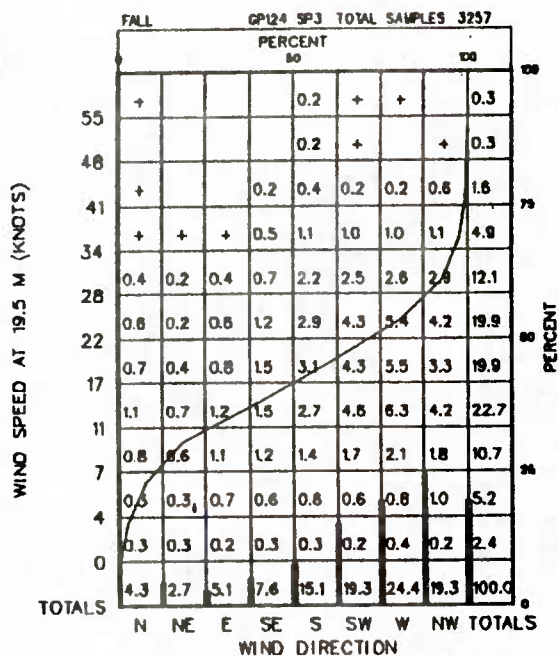 FALL GP124 SP3 TOTAL SAMPLES 3257
PERCENT
0 50 100
+ 0.2 + + 0.3
55
0.2 + + 0.3
48
+ 0.2 0.4 0.2 0.2 0.6 1.6
41
+ + + 0.5 1.1 1.0 1.0 1.1 4.9
34
0.4 0.2 0.4 0.7 2.2 2.5 2.6 2.9 12.1
28
0.6 0.2 0.6 1.2 2.9 4.3 5.4 4.2 19.9
22
0.7 0.4 0.8 1.5 3.1 4.3 5.5 3.3 19.9
17
1.1 0.7 1.2 1.6 2.7 4.6 6.3 4.2 22.7
11
0.8 0.6 1.1 1.2 1.4 1.7 2.1 1.8 10.7
7
0.3 0.7 0.6 0.6 0.6 0.8 1.0 5.2
4
0.3 0.3 0.2 0.3 0.3 0.2 0.4 0.2 2.4
0
TOTALS 4.3 2.7 5.1 7.6 15.1 19.3 24.4 19.3 100.0
N NE E SE S SW W NW TOTALS
WIND DIRECTION
WIND SPEED AT 19.5 M (KNOTS)
100
75
50
25
0
PERCENT